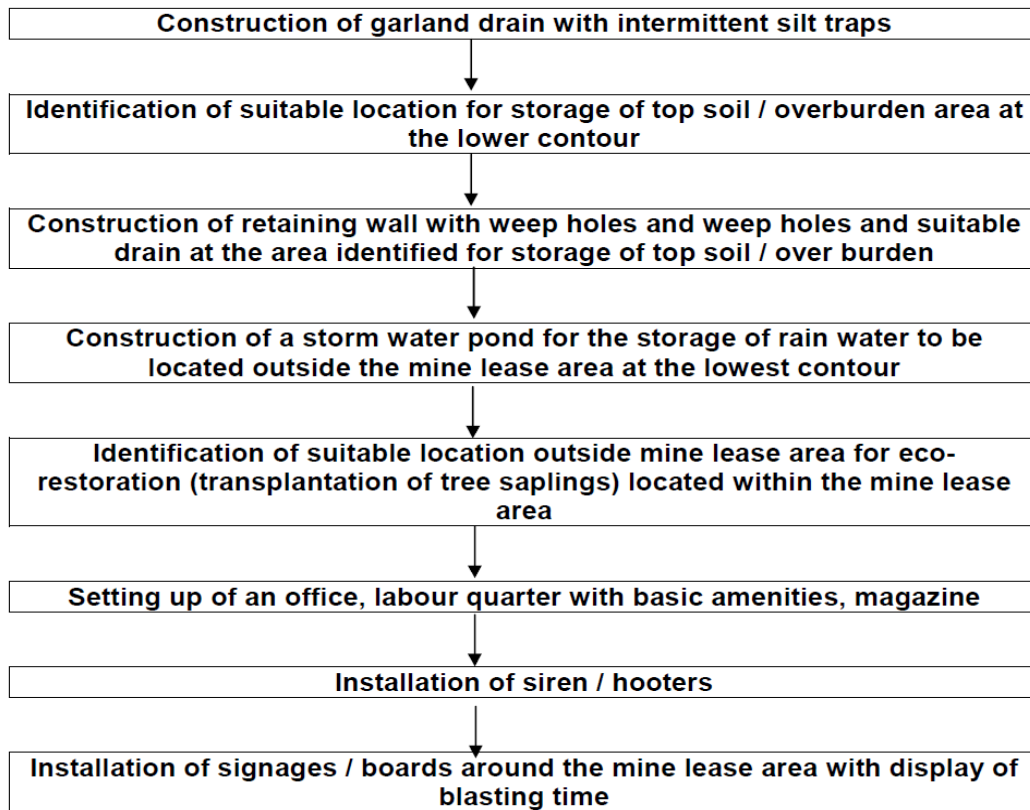 Construction of garland drain with intermittent silt traps
Identification of suitable location for storage of top soil / overburden area at
the lower contour
Construction of retaining wall with weep holes and weep holes and suitable
drain at the area identified for storage of top soil / over burden
Construction of a storm water pond for the storage of rain water to be
located outside the mine lease area at the lowest contour
Identification of suitable location outside mine lease area for eco-
restoration (transplantation of tree saplings) located within the mine lease
area
Setting up of an office, labour quarter with basic amenities, magazine
Installation of siren / hooters
Installation of signages / boards around the mine lease area with display of
blasting time